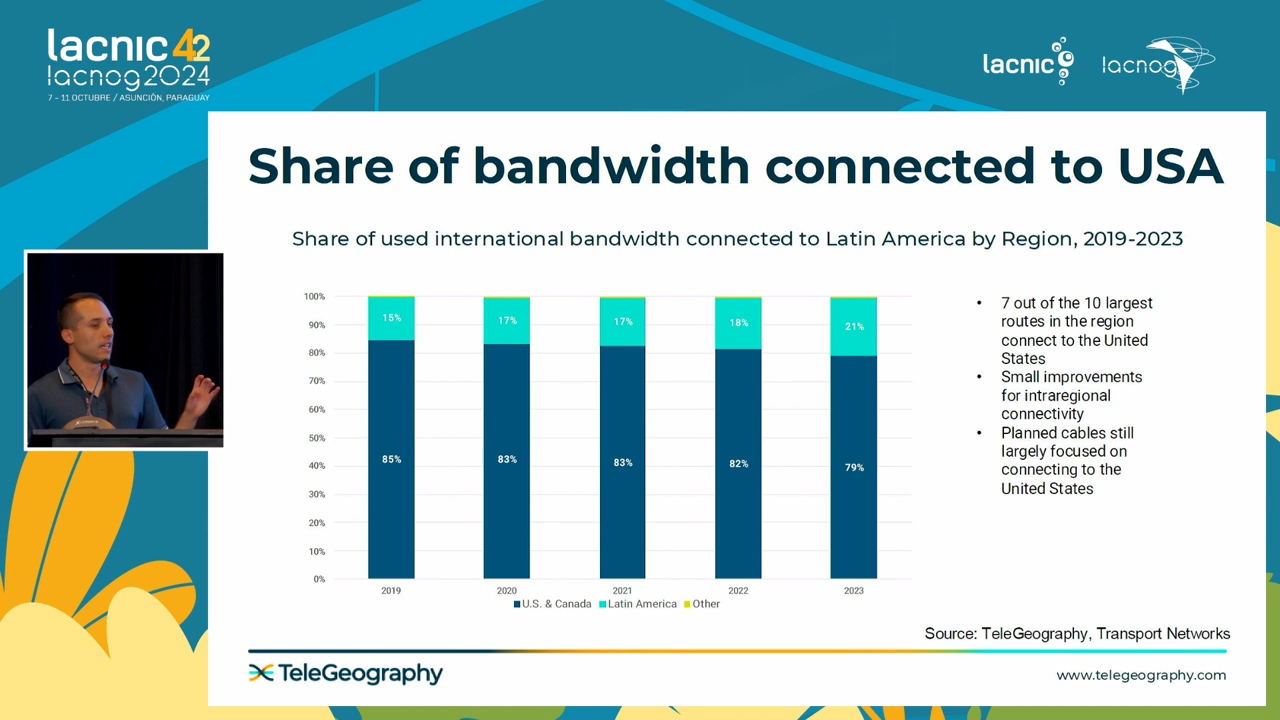 lacnic 42
lacnog2024
7 - 11 OCTUBRE / ASUNCIÓN, PARAGUAY
lacnic
lacnog
Share of bandwidth connected to USA
Share of used international bandwidth connected to Latin America by Region, 2019-2023
100%
90%
80%
70%
60%
50%
40%
30%
20%
10%
0%
15%
17%
17%
18%
21%
85%
83%
83%
82%
79%
2019
2020
2021
2022
2023
U.S. & Canada
Latin America
Other
• 7 out of the 10 largest
routes in the region
connect to the United
States
• Small improvements
for intraregional
connectivity
• Planned cables still
largely focused on
connecting to the
United States
Source: TeleGeography, Transport Networks
TeleGeography
www.telegeography.com